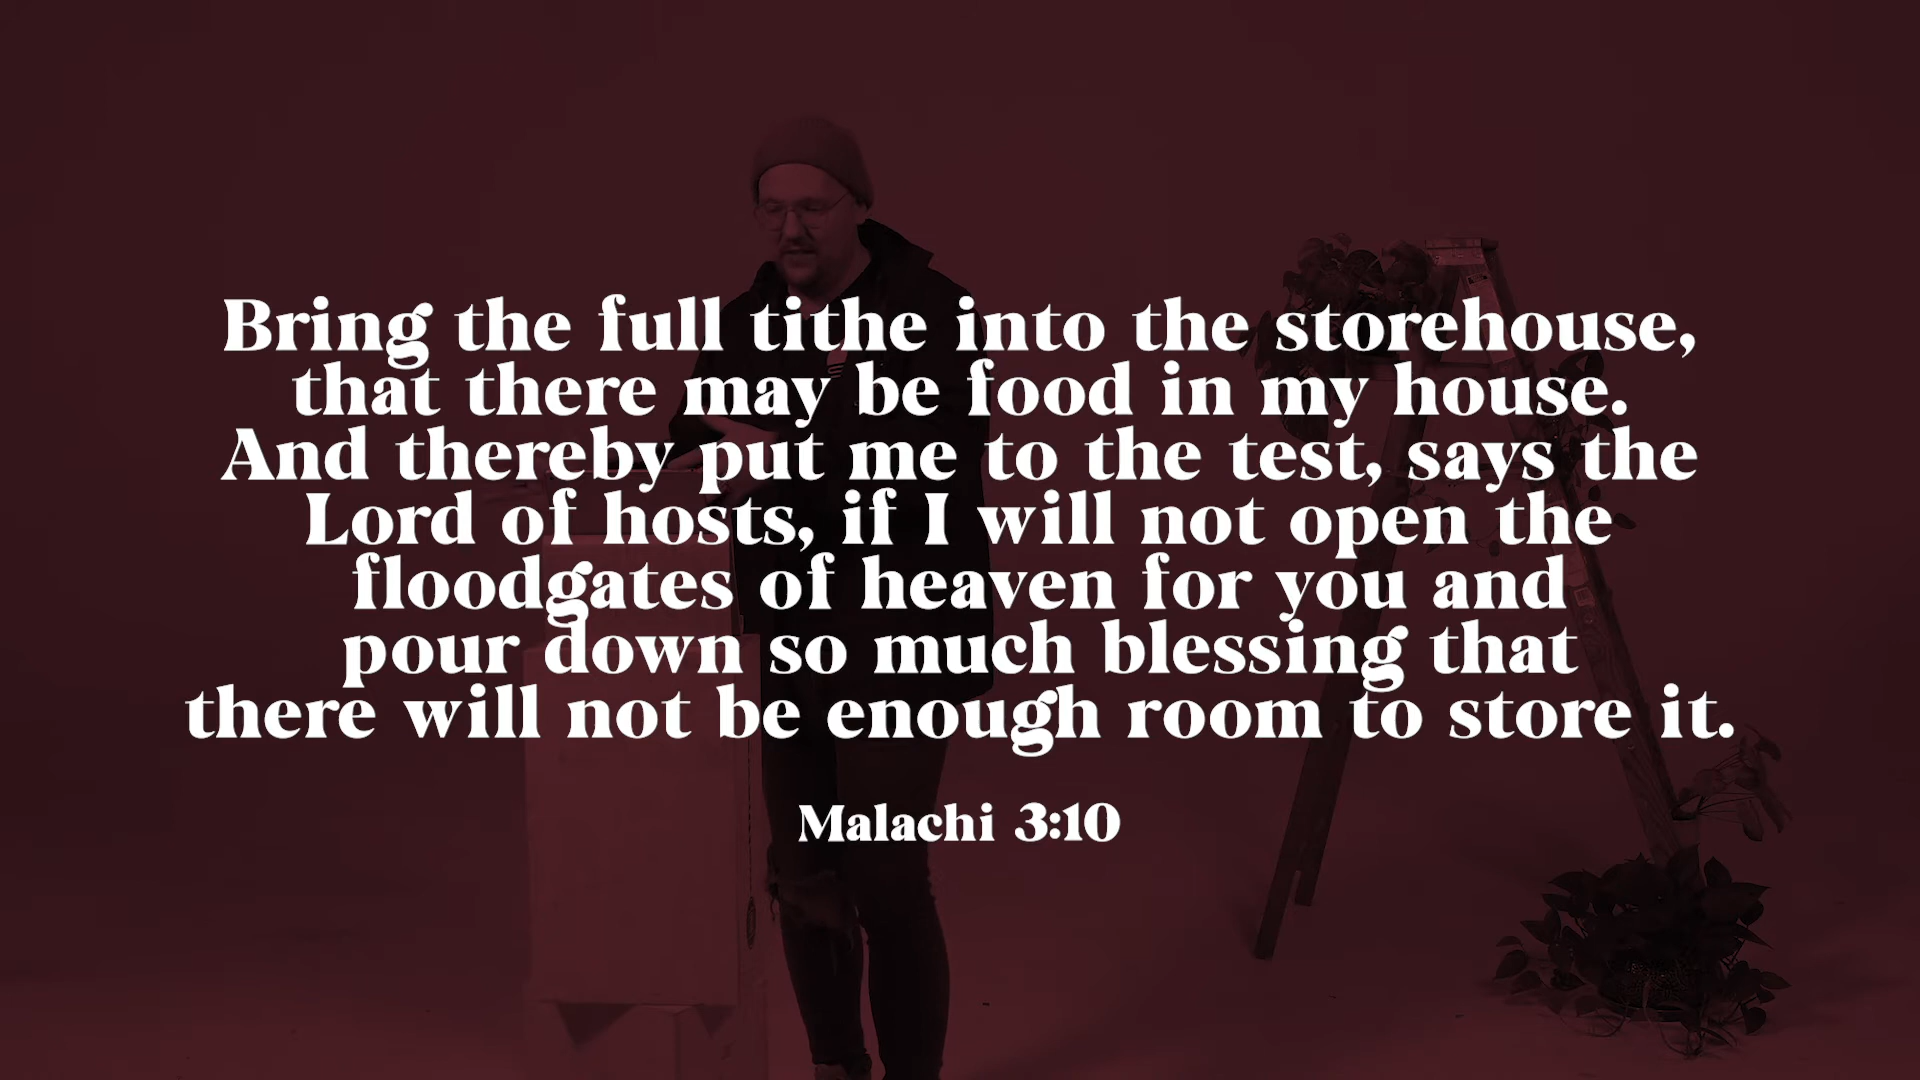 Bring the full tithe into the storehouse,
that there may be food in my house.
And thereby put me to the test, says the
Lord of hosts, if I will not open the
floodgates of heaven for you and
pour down so much blessing that
there will not be enough room to store it.
Malachi 3:10